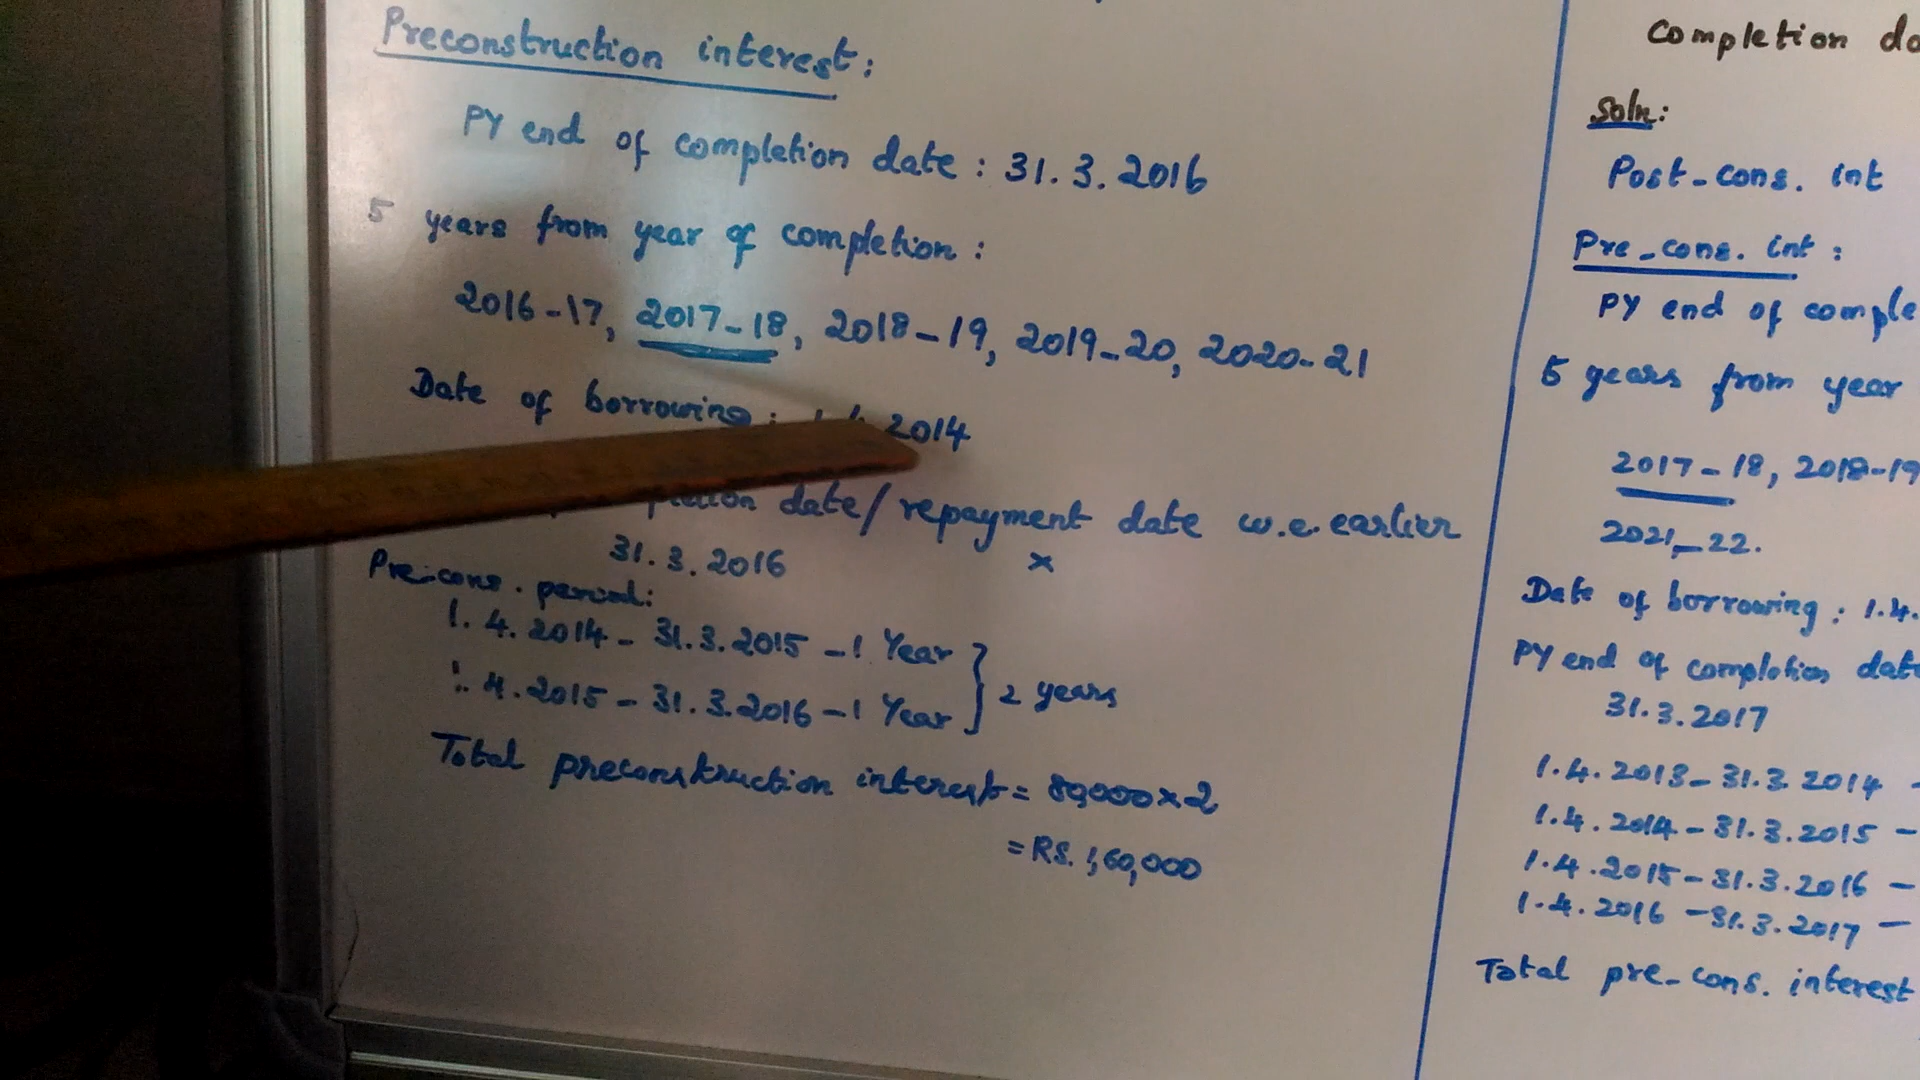 Preconstruction interest:
PY end of completion date : 31.3.2016
5 years from year of completion :
2016-17, 2017-18, 2018-19, 2019-20, 2020-21
Date of borrowing : 2014
date/ repayment date w.e. earlier
31.3.2016 x
Pre-cons. period:
1.4.2014 - 31.3.2015 - 1 Year
1.4.2015 - 31.3.2016 - 1 Year } 2 years
Total preconstruction interest = 80,000 x 2
= RS. 1,60,000
Completion
Soln:
Post-cons. int
Pre-cons. int :
PY end of
5 years from year
2017-18, 2018-19
2021-22.
Date of borrowing : 1.4.
PY end of completion
31.3.2017
1.4.2013 - 31.3.2014 -
1.4.2014 - 31.3.2015 -
1.4.2015 - 31.3.2016 -
1.4.2016 - 31.3.2017 -
Total pre-cons. interest